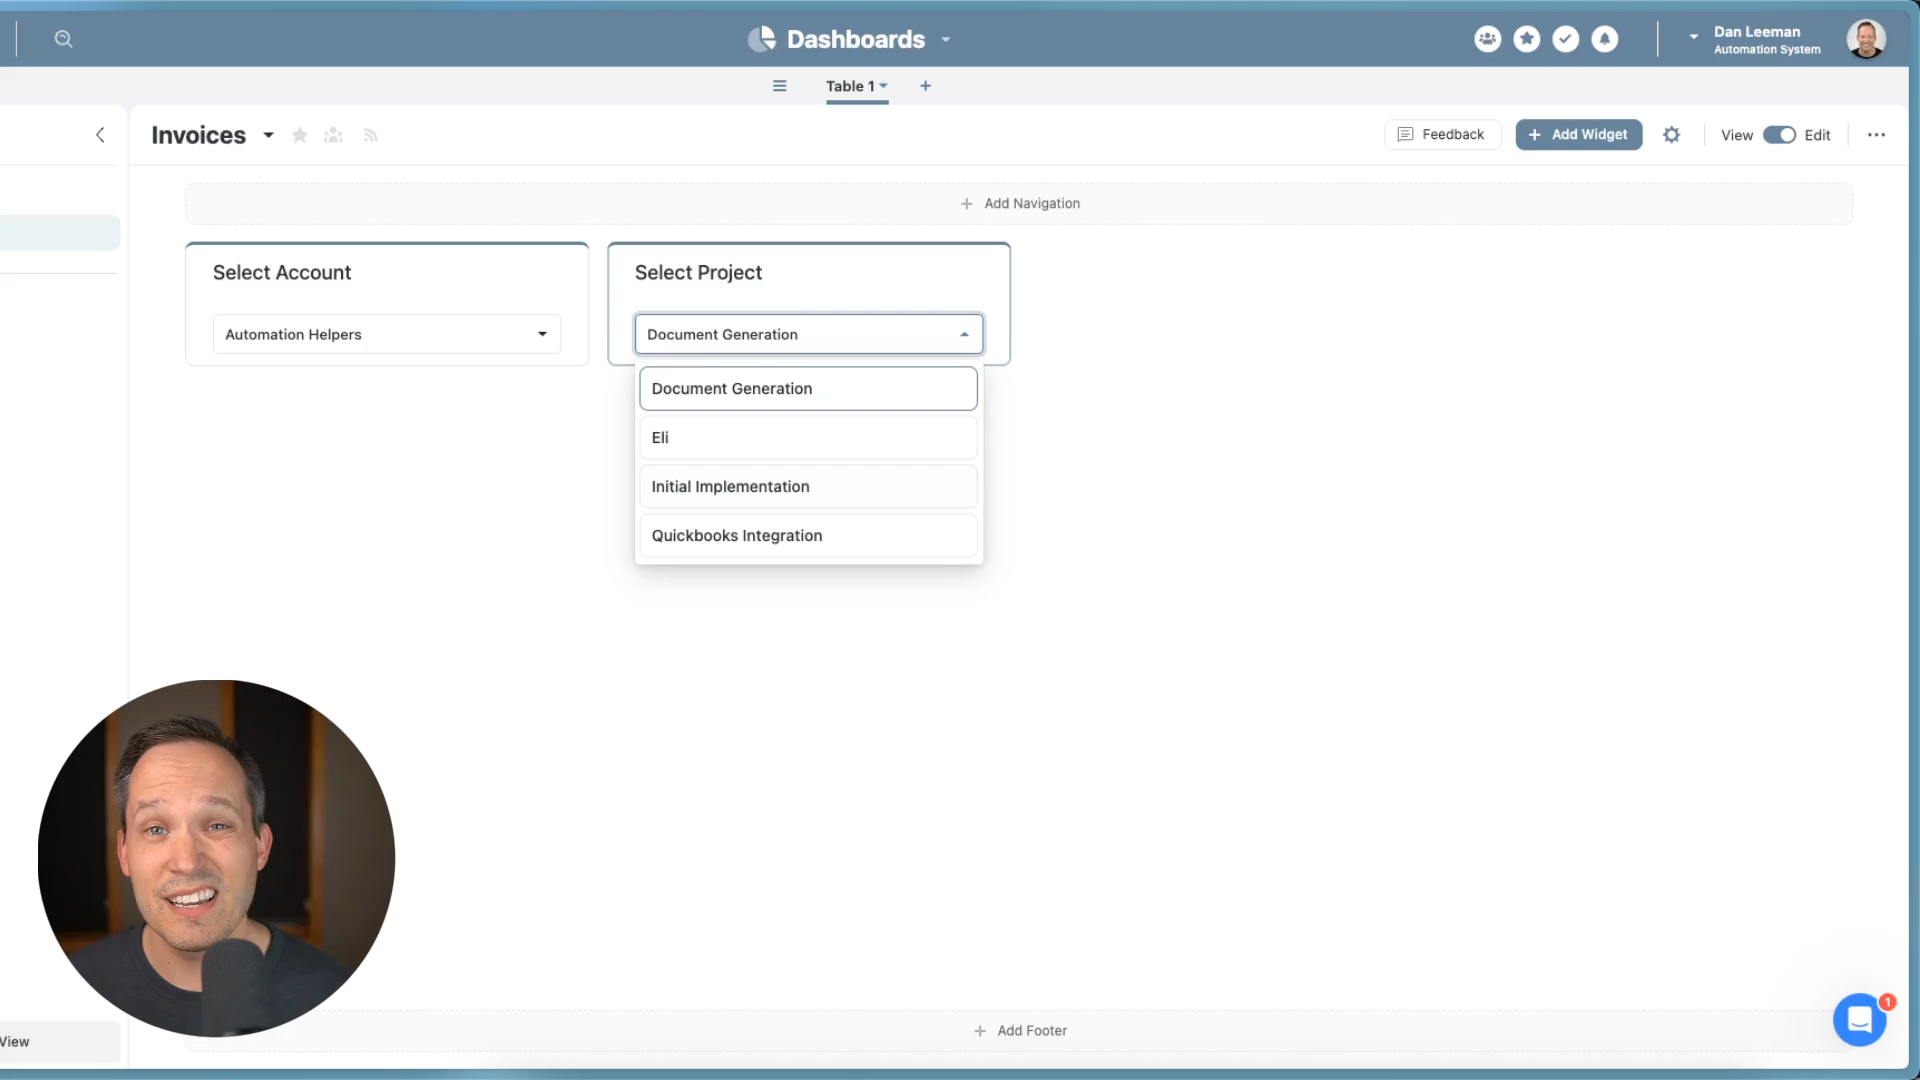 Dashboards
Dan Leeman
Automation System
Table 1
Invoices
Feedback
Add Widget
View
Edit
Add Navigation
Select Account
Select Project
Automation Helpers
Document Generation
Document Generation
Eli
Initial Implementation
Quickbooks Integration
1
View
Add Footer